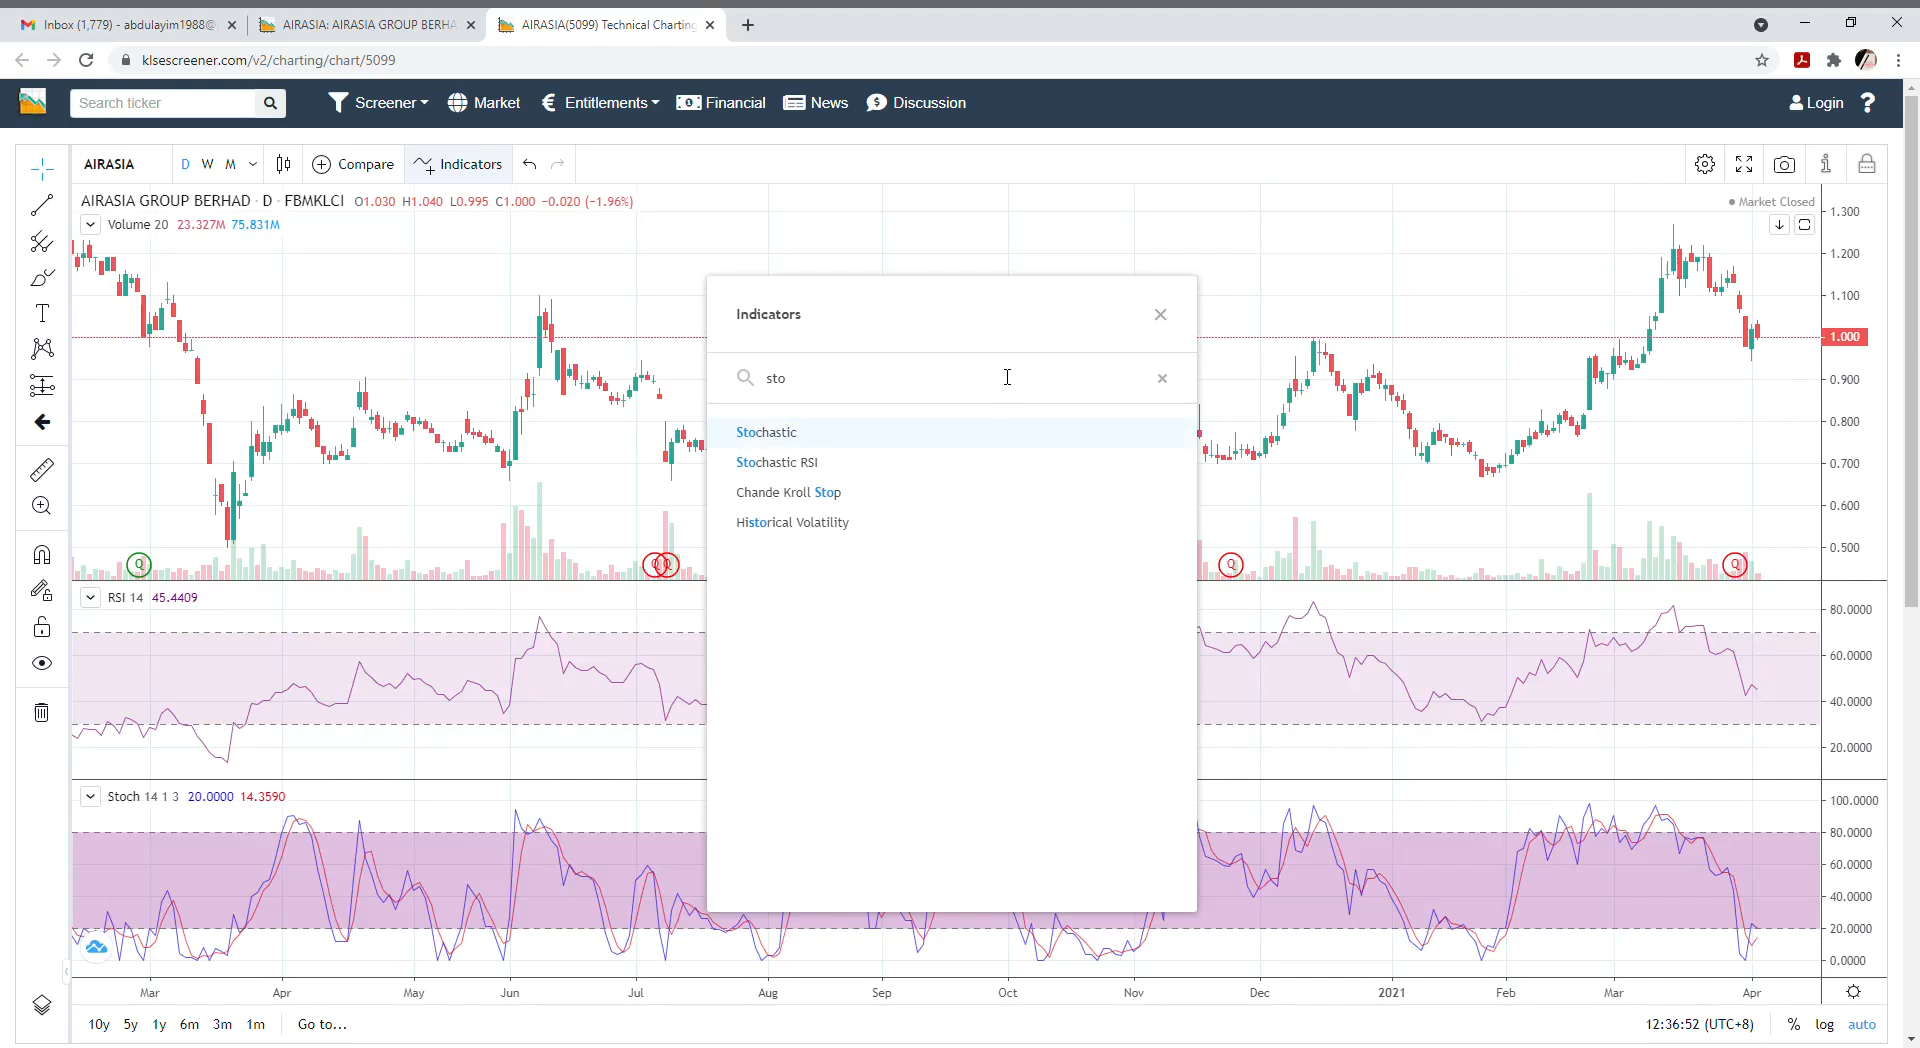 Inbox (1,779) - abdulayim1988@
AIRASIA: AIRASIA GROUP BERHA
AIRASIA(5099) Technical Charting
klsescreener.com/v2/charting/chart/5099
Search ticker
Screener
Market
Entitlements
Financial
News
Discussion
Login
AIRASIA
D W M
Compare
Indicators
AIRASIA GROUP BERHAD · D · FBMKLCI O1.030 H1.040 L0.995 C1.000 −0.020 (−1.96%)
Market Closed
Volume 20 23.327M 75.831M
1.300
1.200
1.100
1.000
0.900
0.800
0.700
0.600
0.500
Q
Q
Q
Q
Q
Indicators
sto
Stochastic
Stochastic RSI
Chande Kroll Stop
Historical Volatility
RSI 14 45.4409
80.0000
60.0000
40.0000
20.0000
Stoch 14 1 3 20.0000 14.3590
100.0000
80.0000
60.0000
40.0000
20.0000
0.0000
Mar Apr May Jun Jul Aug Sep Oct Nov Dec 2021 Feb Mar Apr
10y 5y 1y 6m 3m 1m Go to...
12:36:52 (UTC+8) % log auto